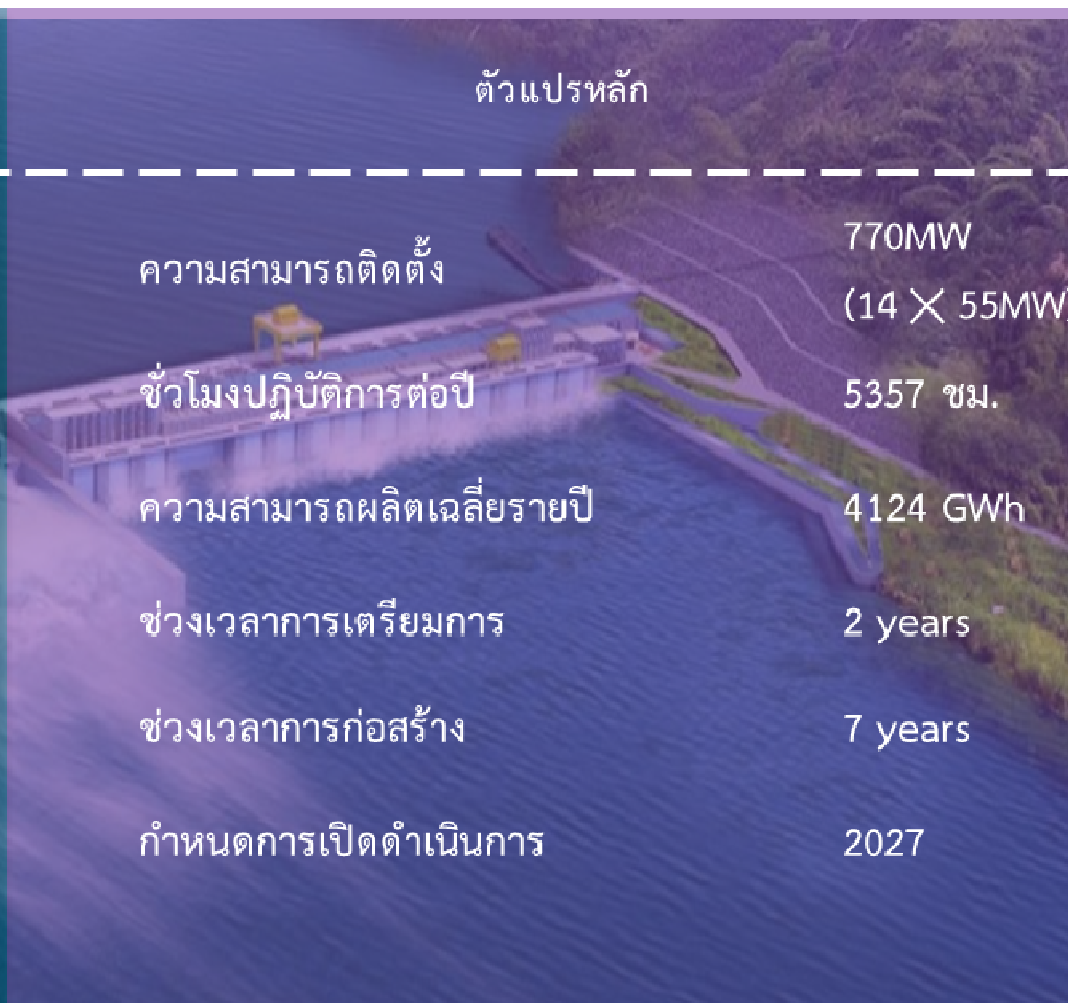 ตัวแปรหลัก
ความสามารถติดตั้ง
770MW
(14 X 55MW)
ชั่วโมงปฏิบัติการต่อปี 5357 ชม.
ความสามารถผลิตเฉลี่ยรายปี 4124 GWh
ช่วงเวลาการเตรียมการ 2 years
ช่วงเวลาการก่อสร้าง 7 years
กำหนดการเปิดดำเนินการ 2027